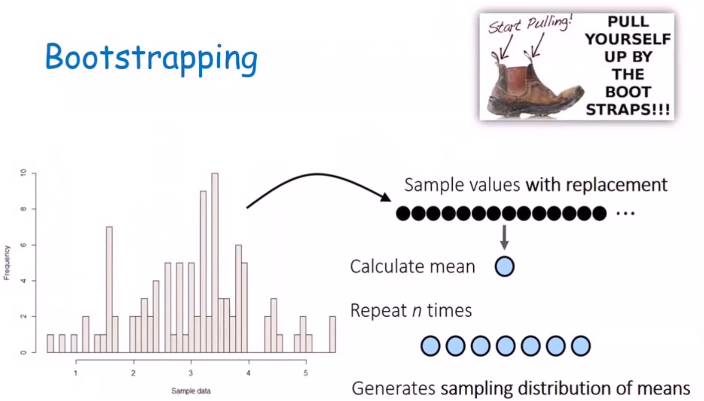 Bootstrapping
Start Pulling!
PULL
YOURSELF
UP BY
THE
BOOT
STRAPS!!!
Frequency
10
8
6
4
2
0
1 2 3 4 5
Sample data
Sample values with replacement
...
Calculate mean
Repeat n times
Generates sampling distribution of means